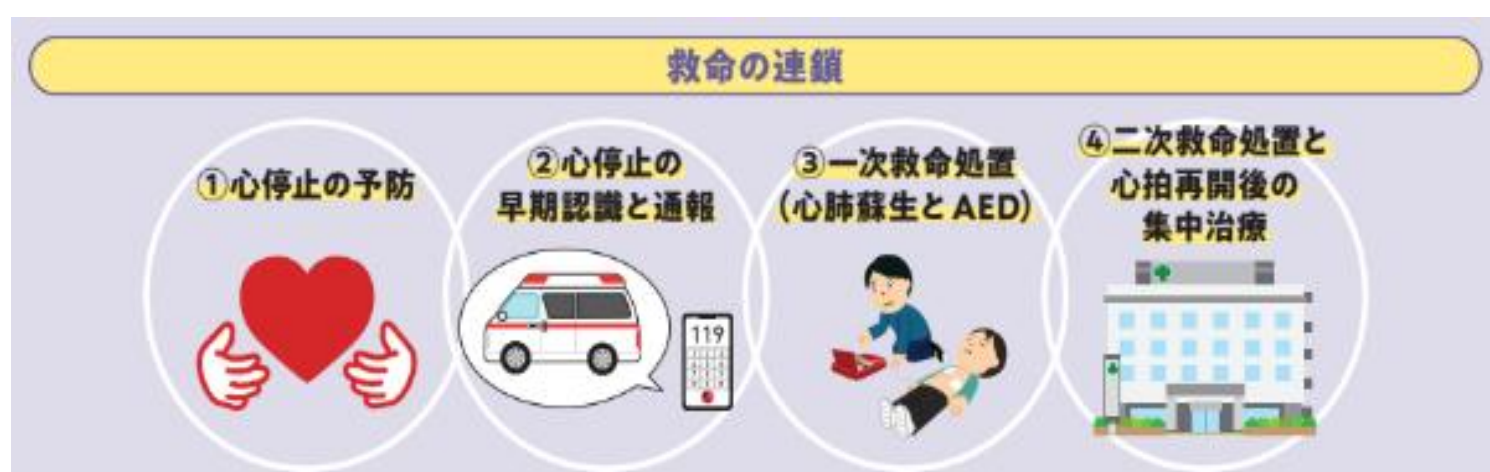 救命の連鎖
①心停止の予防
②心停止の
早期認識と通報
③一次救命処置
(心肺蘇生とAED)
④二次救命処置と
心拍再開後の
集中治療
119